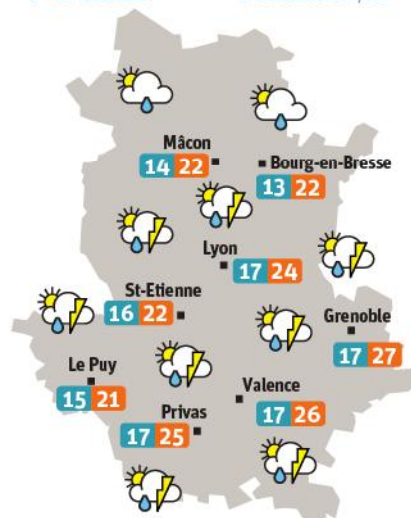 Mâcon
14 22
Bourg-en-Bresse
13 22
Lyon
17 24
St-Etienne
16 22
Grenoble
17 27
Le Puy
15 21
Valence
17 26
Privas
17 25